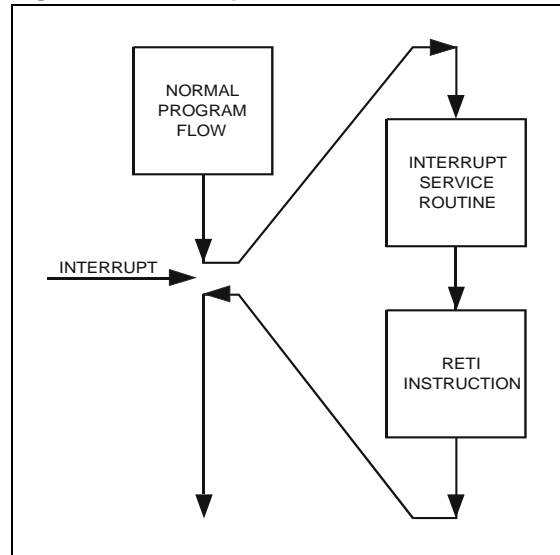 NORMAL
PROGRAM
FLOW
INTERRUPT
SERVICE
ROUTINE
INTERRUPT
RETI
INSTRUCTION